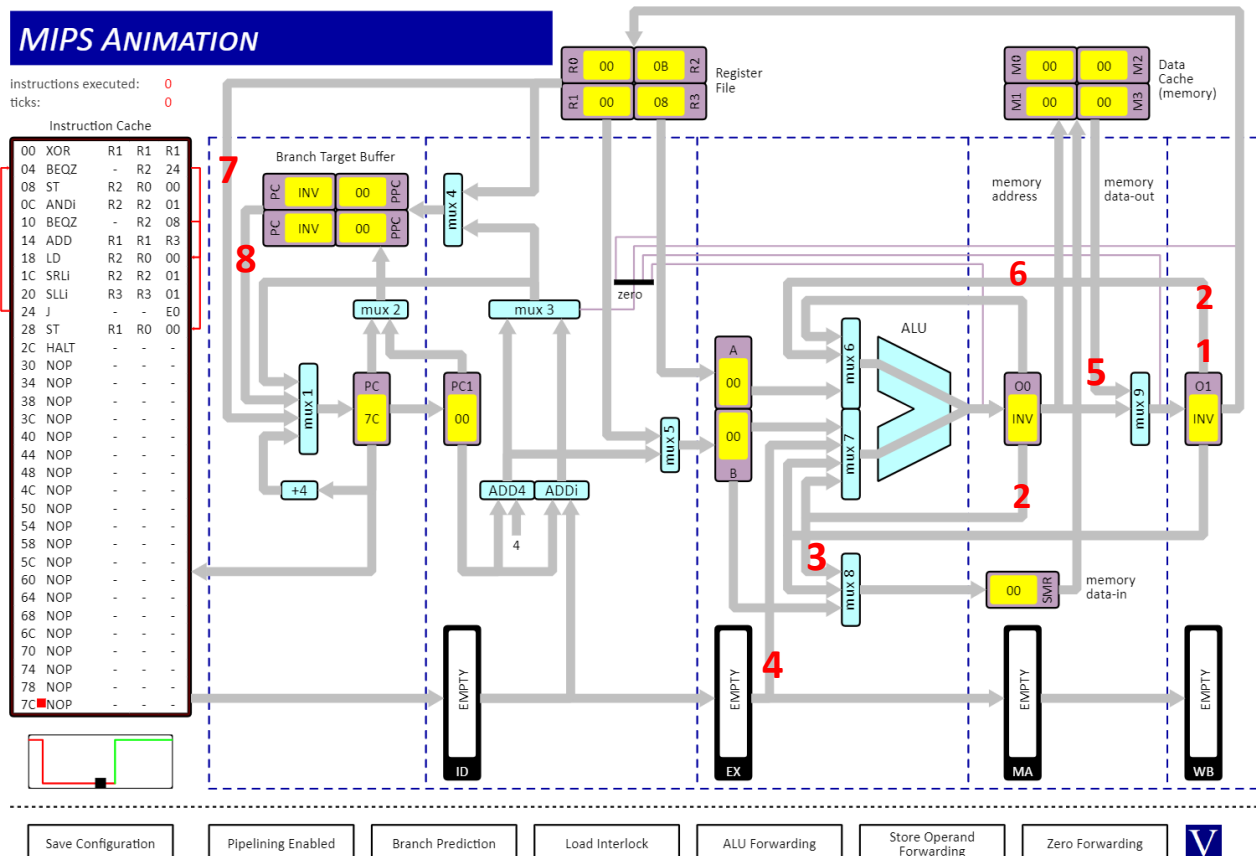 MIPS ANIMATION
instructions executed: 0
ticks: 0
Instruction Cache
00 XOR R1 R1 R1
04 BEQZ - R2 24
08 ST R2 R0 00
0C ANDi R2 R2 01
10 BEQZ - R2 08
14 ADD R1 R1 R3
18 LD R2 R0 00
1C SRLi R2 R2 01
20 SLLi R3 R3 01
24 J - - E0
28 ST R1 R0 00
2C HALT - - -
30 NOP - - -
34 NOP - - -
38 NOP - - -
3C NOP - - -
40 NOP - - -
44 NOP - - -
48 NOP - - -
4C NOP - - -
50 NOP - - -
54 NOP - - -
58 NOP - - -
5C NOP - - -
60 NOP - - -
64 NOP - - -
68 NOP - - -
6C NOP - - -
70 NOP - - -
74 NOP - - -
78 NOP - - -
7C NOP - - -
R0 00 0B R2
R1 00 08 R3
Register
File
M0 00 00 M2
M1 00 00 M3
Data
Cache
(memory)
7
Branch Target Buffer
PC INV 00 PPC
PC INV 00 PPC
mux 4
8
memory
address
memory
data-out
zero
6
2
mux 2
mux 3
ALU
1
mux 1
PC
7C
PC1
00
A
00
00
B
mux 5
mux 6
mux 7
O0
INV
5
mux 9
O1
INV
+4
ADD4
ADDi
4
2
3
mux 8
00 SMR
memory
data-in
4
EMPTY
ID
EMPTY
EX
EMPTY
MA
EMPTY
WB
Save Configuration
Pipelining Enabled
Branch Prediction
Load Interlock
ALU Forwarding
Store Operand
Forwarding
Zero Forwarding
V